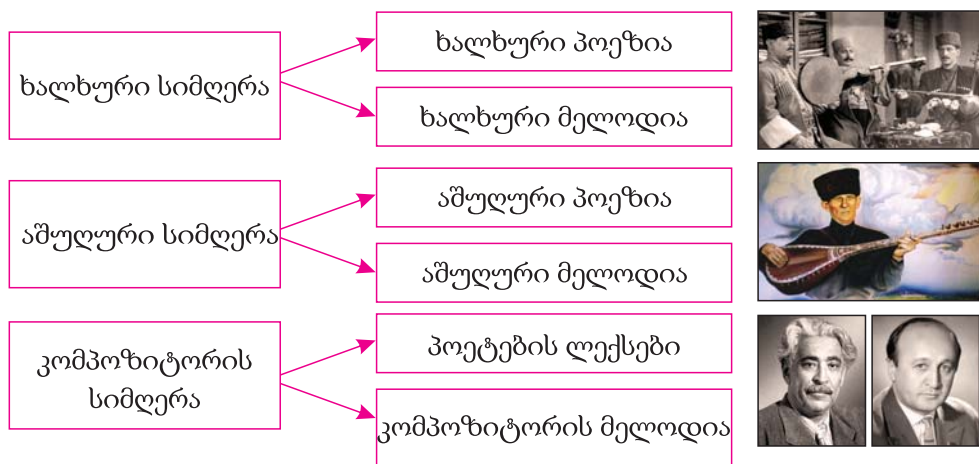 ხალხური სიმღერა
ხალხური პოეზია
ხალხური მელოდია
აშუღური სიმღერა
აშუღური პოეზია
აშუღური მელოდია
კომპოზიტორის
სიმღერა
პოეტების ლექსები
კომპოზიტორის მელოდია